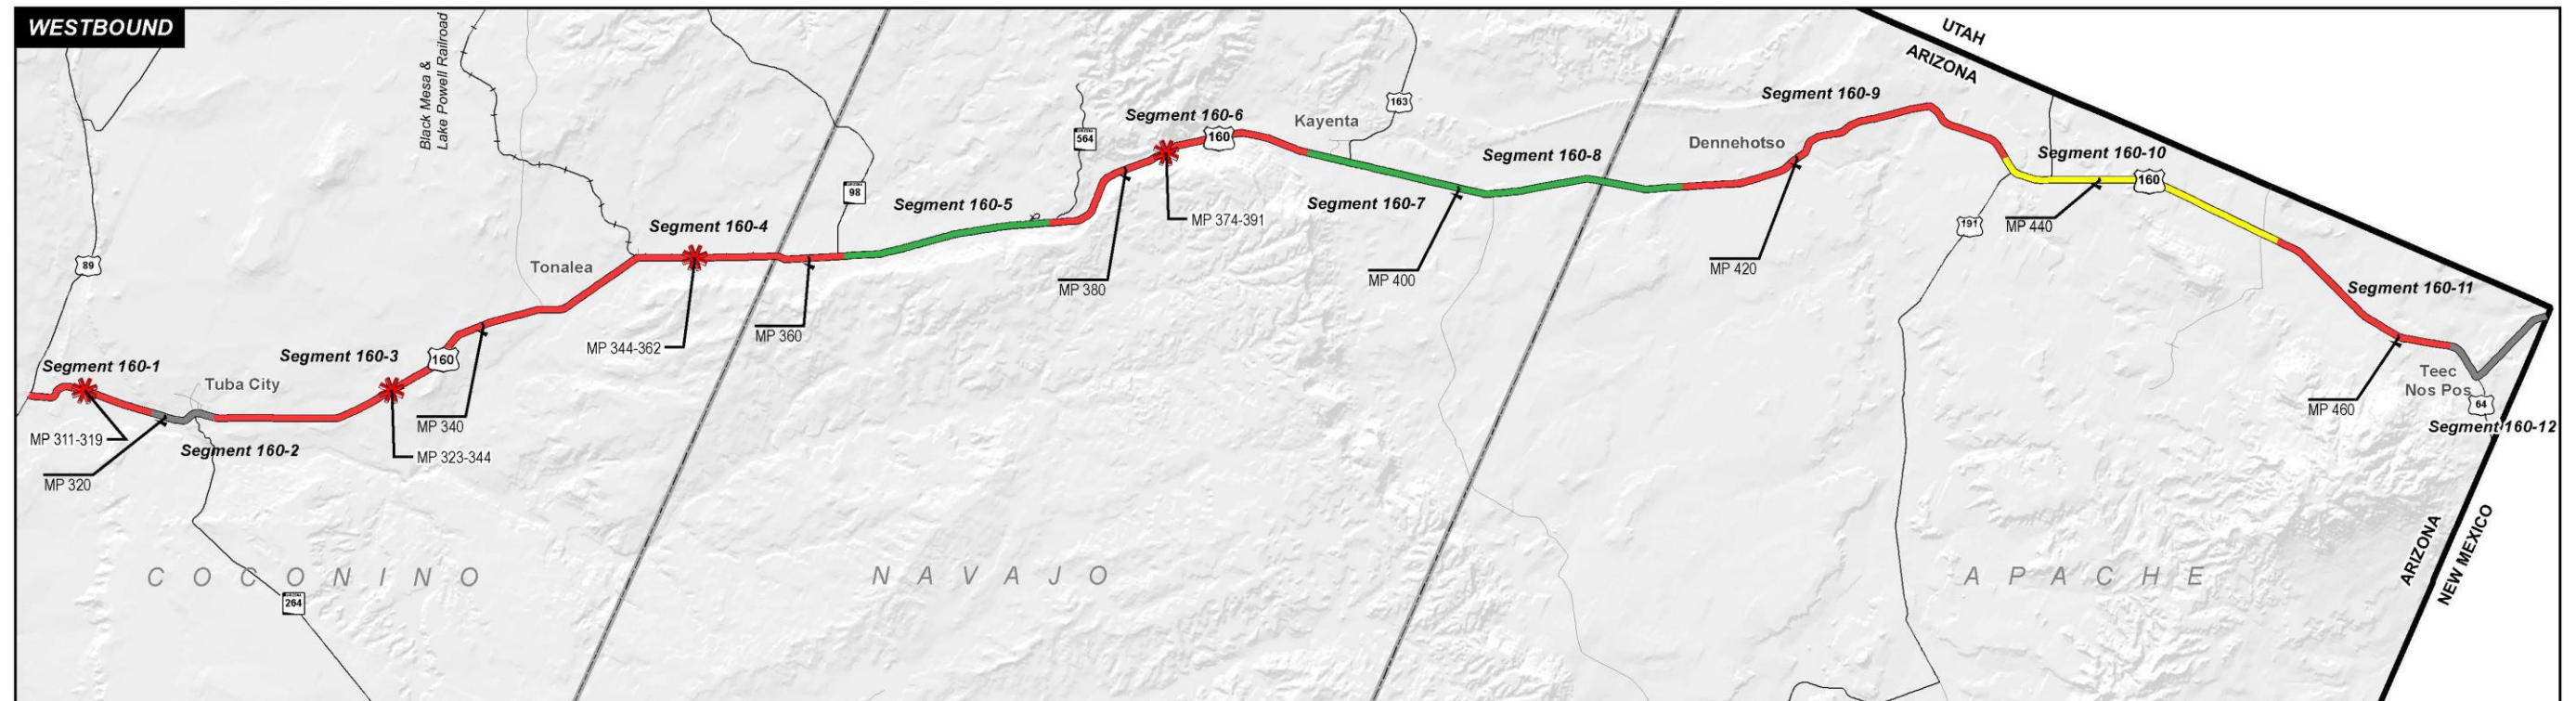 WESTBOUND
UTAH
ARIZONA
Black Mesa &
Lake Powell Railroad
Segment 160-9
163
Segment 160-6
Kayenta
160
564
Dennehotso
Segment 160-8
Segment 160-10
160
98
Segment 160-5
Segment 160-7
MP 374-391
191
MP 440
Segment 160-4
89
Tonalea
MP 420
MP 400
MP 380
Segment 160-11
MP 360
MP 344-362
Segment 160-3
160
Segment 160-1
Tuba City
Teec
Nos Pos
64
MP 460
MP 340
Segment 160-12
MP 311-319
Segment 160-2
MP 323-344
MP 320
COCONINO
NAVAJO
APACHE
ARIZONA
NEW MEXICO
264